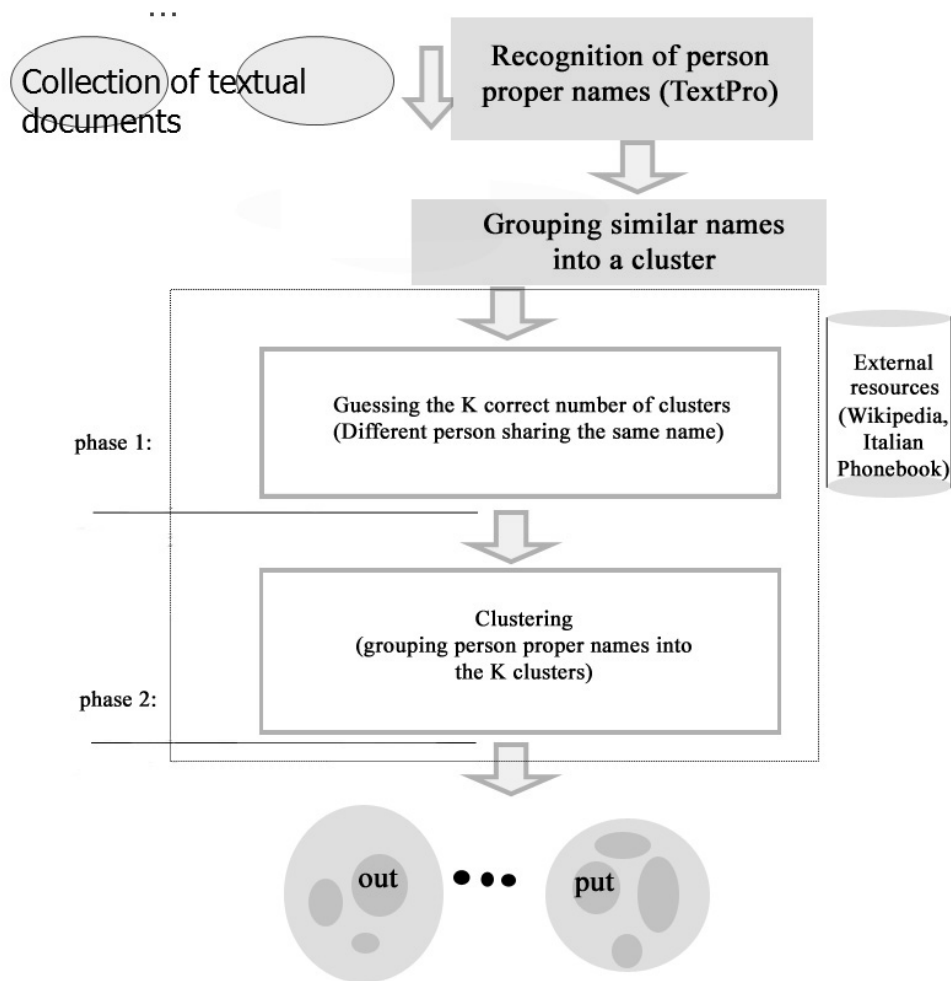 ...
Collection of textual
documents
Recognition of person
proper names (TextPro)
Grouping similar names
into a cluster
phase 1:
Guessing the K correct number of clusters
(Different person sharing the same name)
External
resources
(Wikipedia,
Italian
Phonebook)
phase 2:
Clustering
(grouping person proper names into
the K clusters)
out ... put